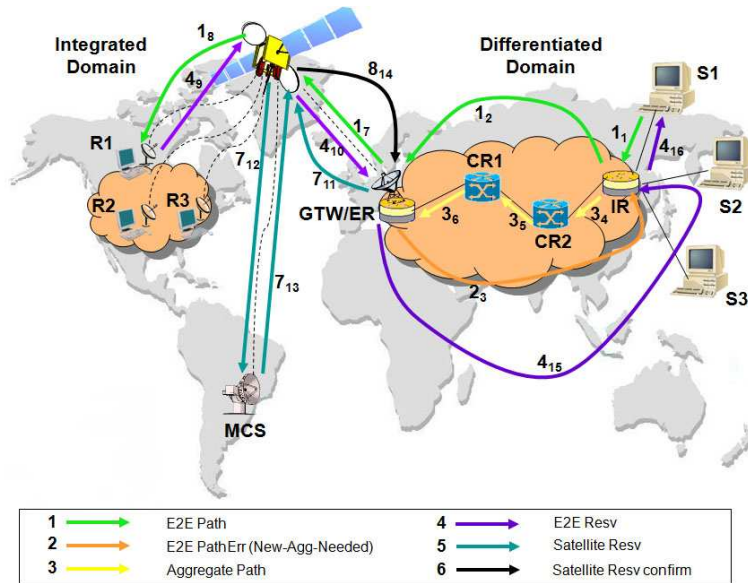 Integrated
Domain
Differentiated
Domain
1₈
4₉
8₁₄
S1
1₂
1₁
1₇
4₁₀
4₁₆
R1
7₁₂
7₁₁
CR1
S2
R2
R3
GTW/ER
3₆
3₅
3₄
IR
CR2
7₁₃
2₃
S3
4₁₅
MCS
1 E2E Path
2 E2E PathErr (New-Agg-Needed)
3 Aggregate Path
4 E2E Resv
5 Satellite Resv
6 Satellite Resv confirm